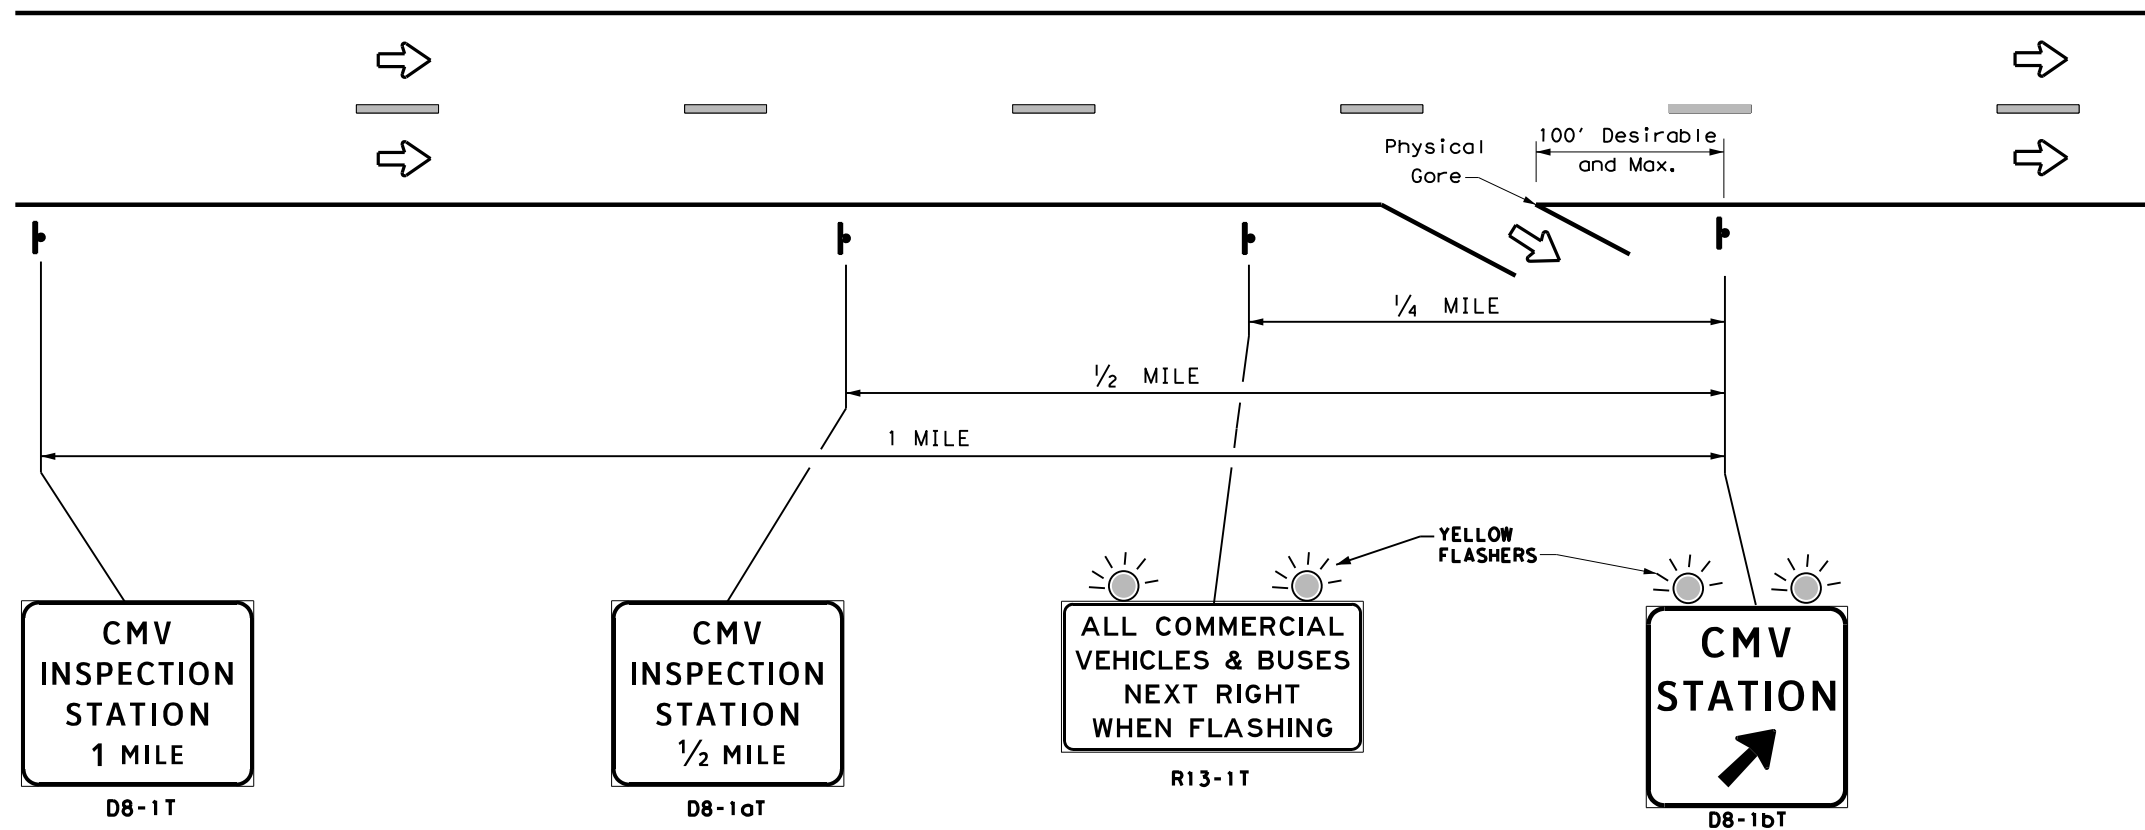 100' Desirable
and Max.
Physical
Gore
1/4 MILE
1/2 MILE
1 MILE
YELLOW
FLASHERS
CMV
INSPECTION
STATION
1 MILE
D8-1T
CMV
INSPECTION
STATION
1/2 MILE
D8-1aT
ALL COMMERCIAL
VEHICLES & BUSES
NEXT RIGHT
WHEN FLASHING
R13-1T
CMV
STATION
D8-1bT